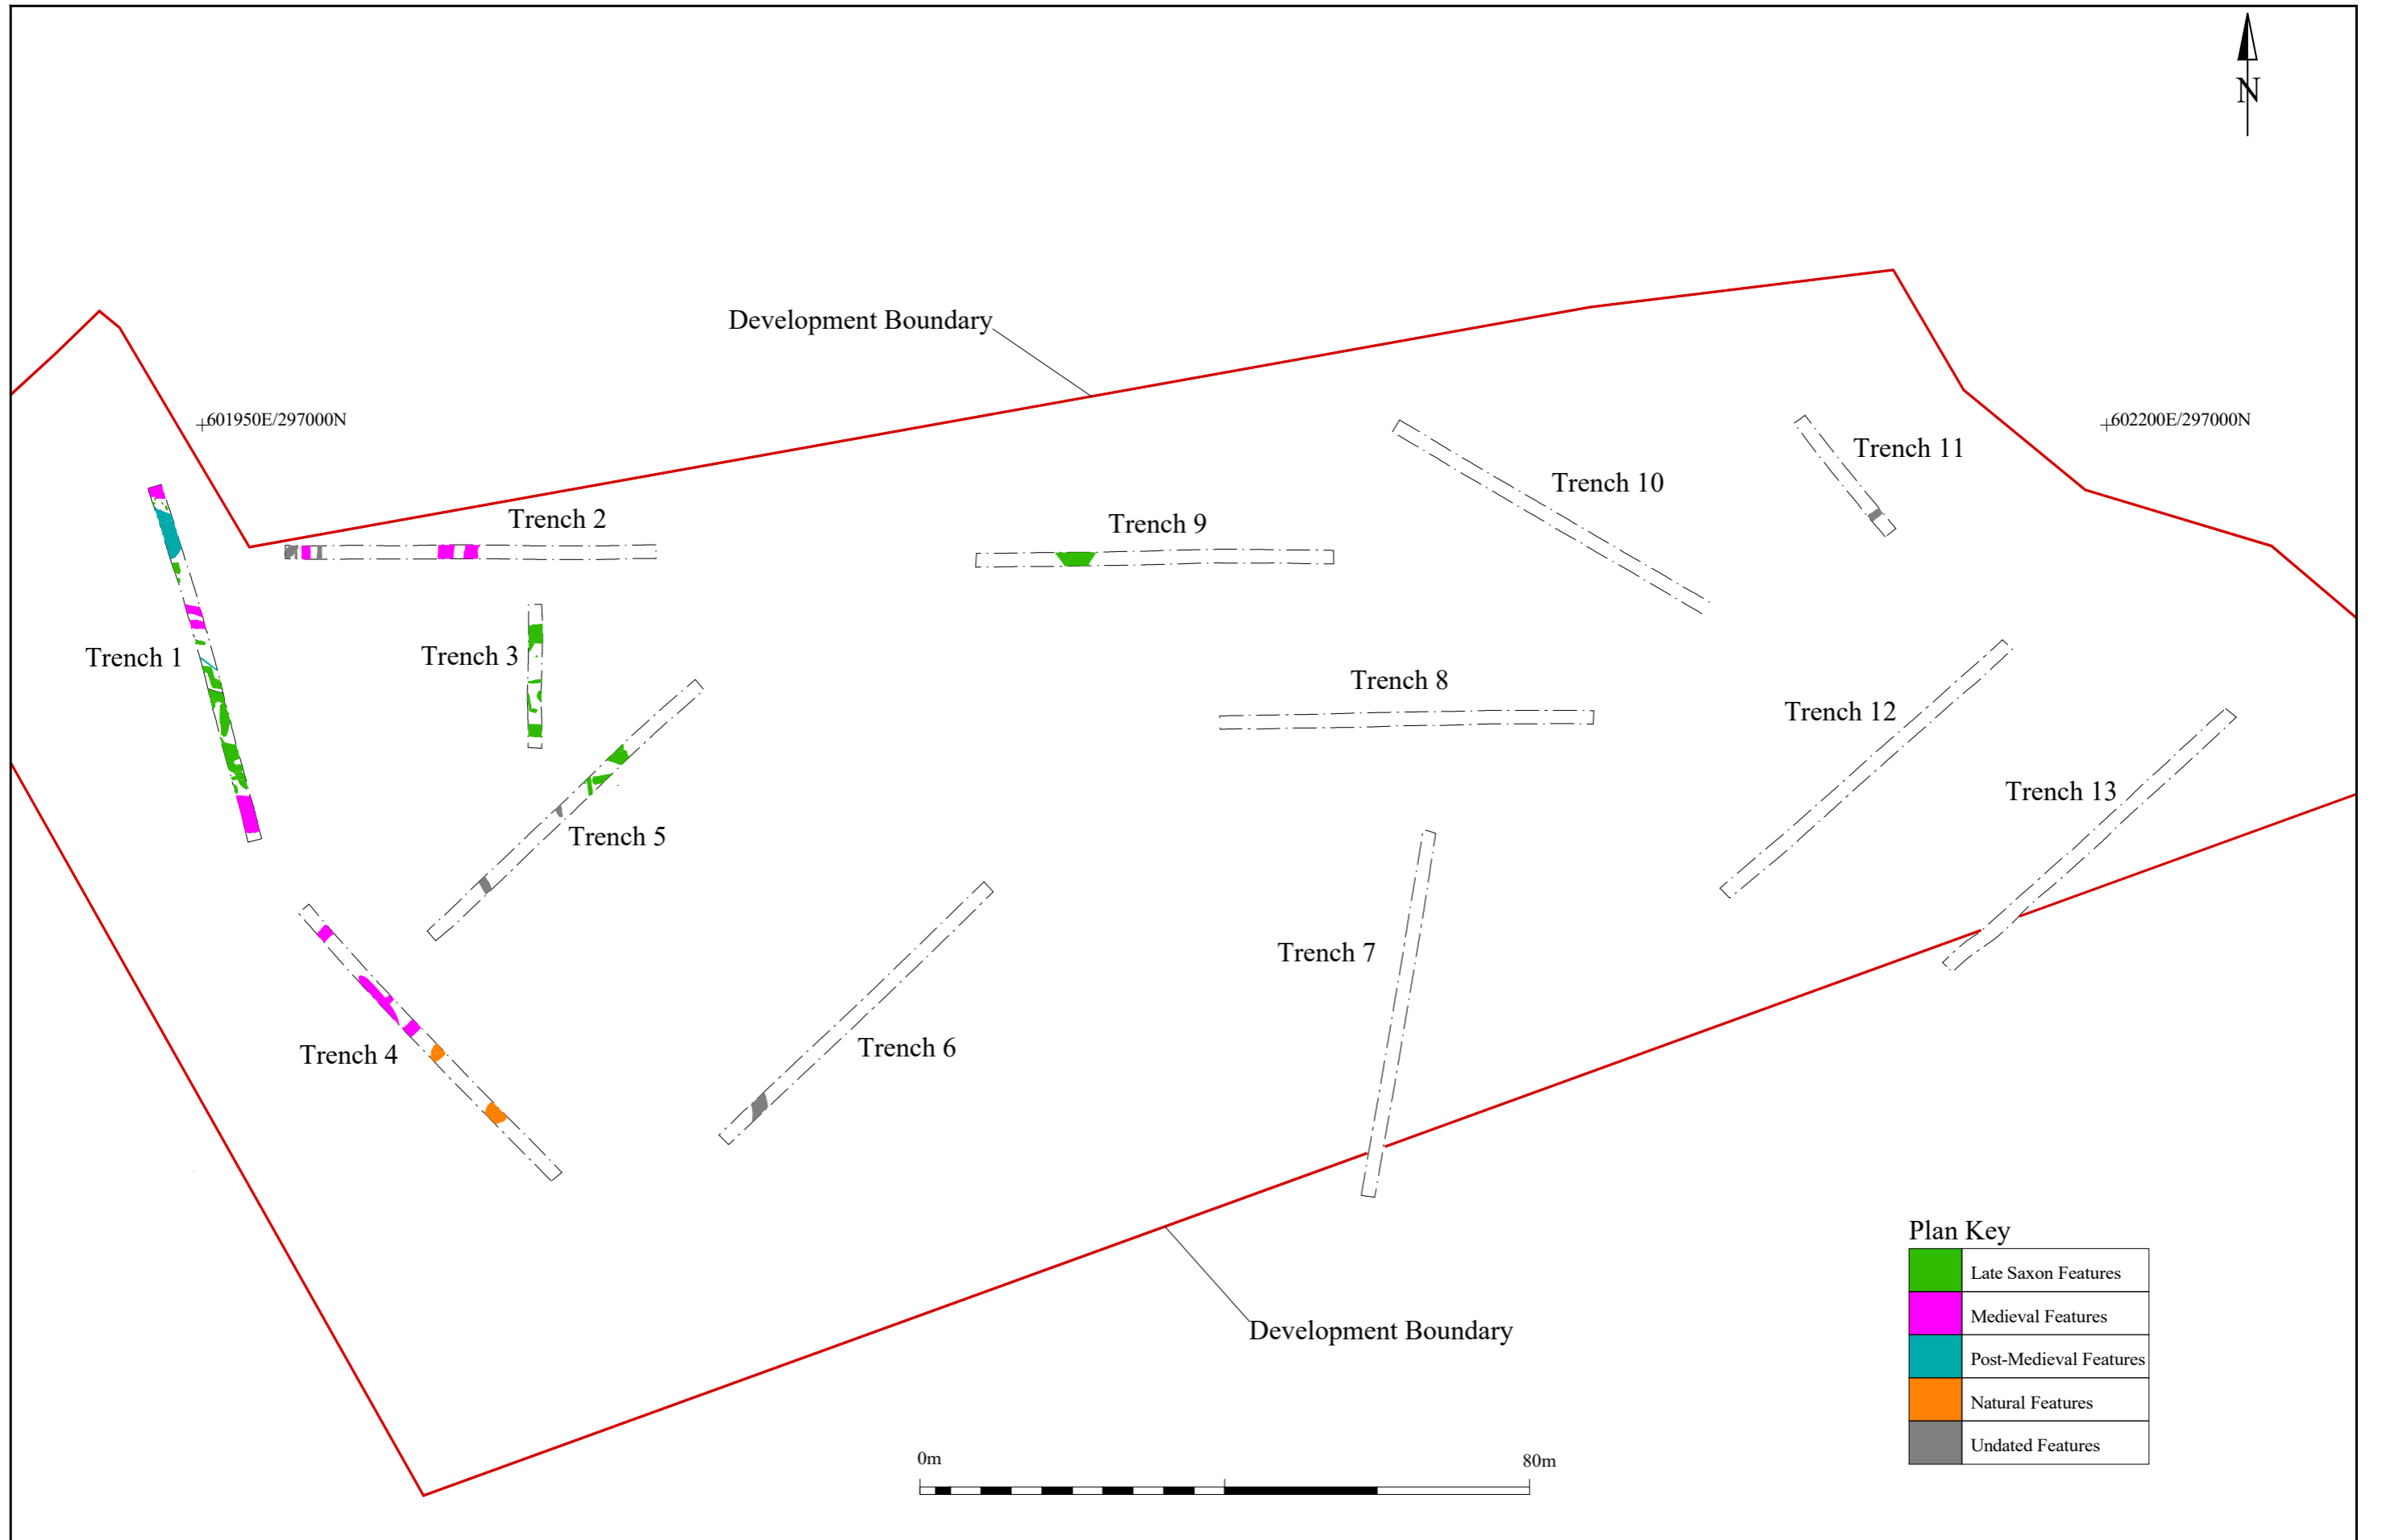 N
Development Boundary
601950E/297000N
602200E/297000N
Trench 11
Trench 10
Trench 2
Trench 9
Trench 1
Trench 3
Trench 8
Trench 12
Trench 13
Trench 5
Trench 7
Trench 6
Trench 4
Development Boundary
Plan Key
Late Saxon Features
Medieval Features
Post-Medieval Features
Natural Features
Undated Features
0m
80m